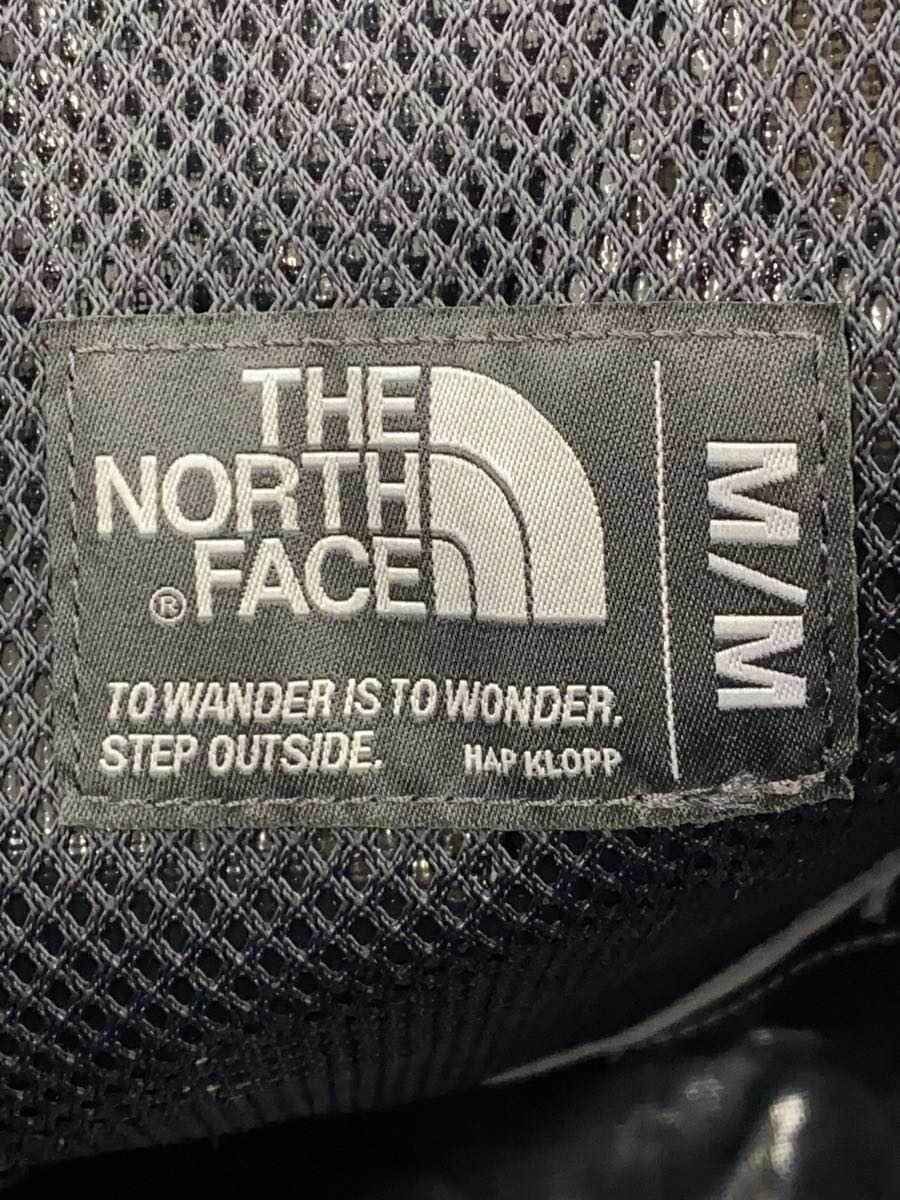 THE
NORTH
® FACE
TO WANDER IS TO WONDER.
STEP OUTSIDE. HAP KLOPP
M/M